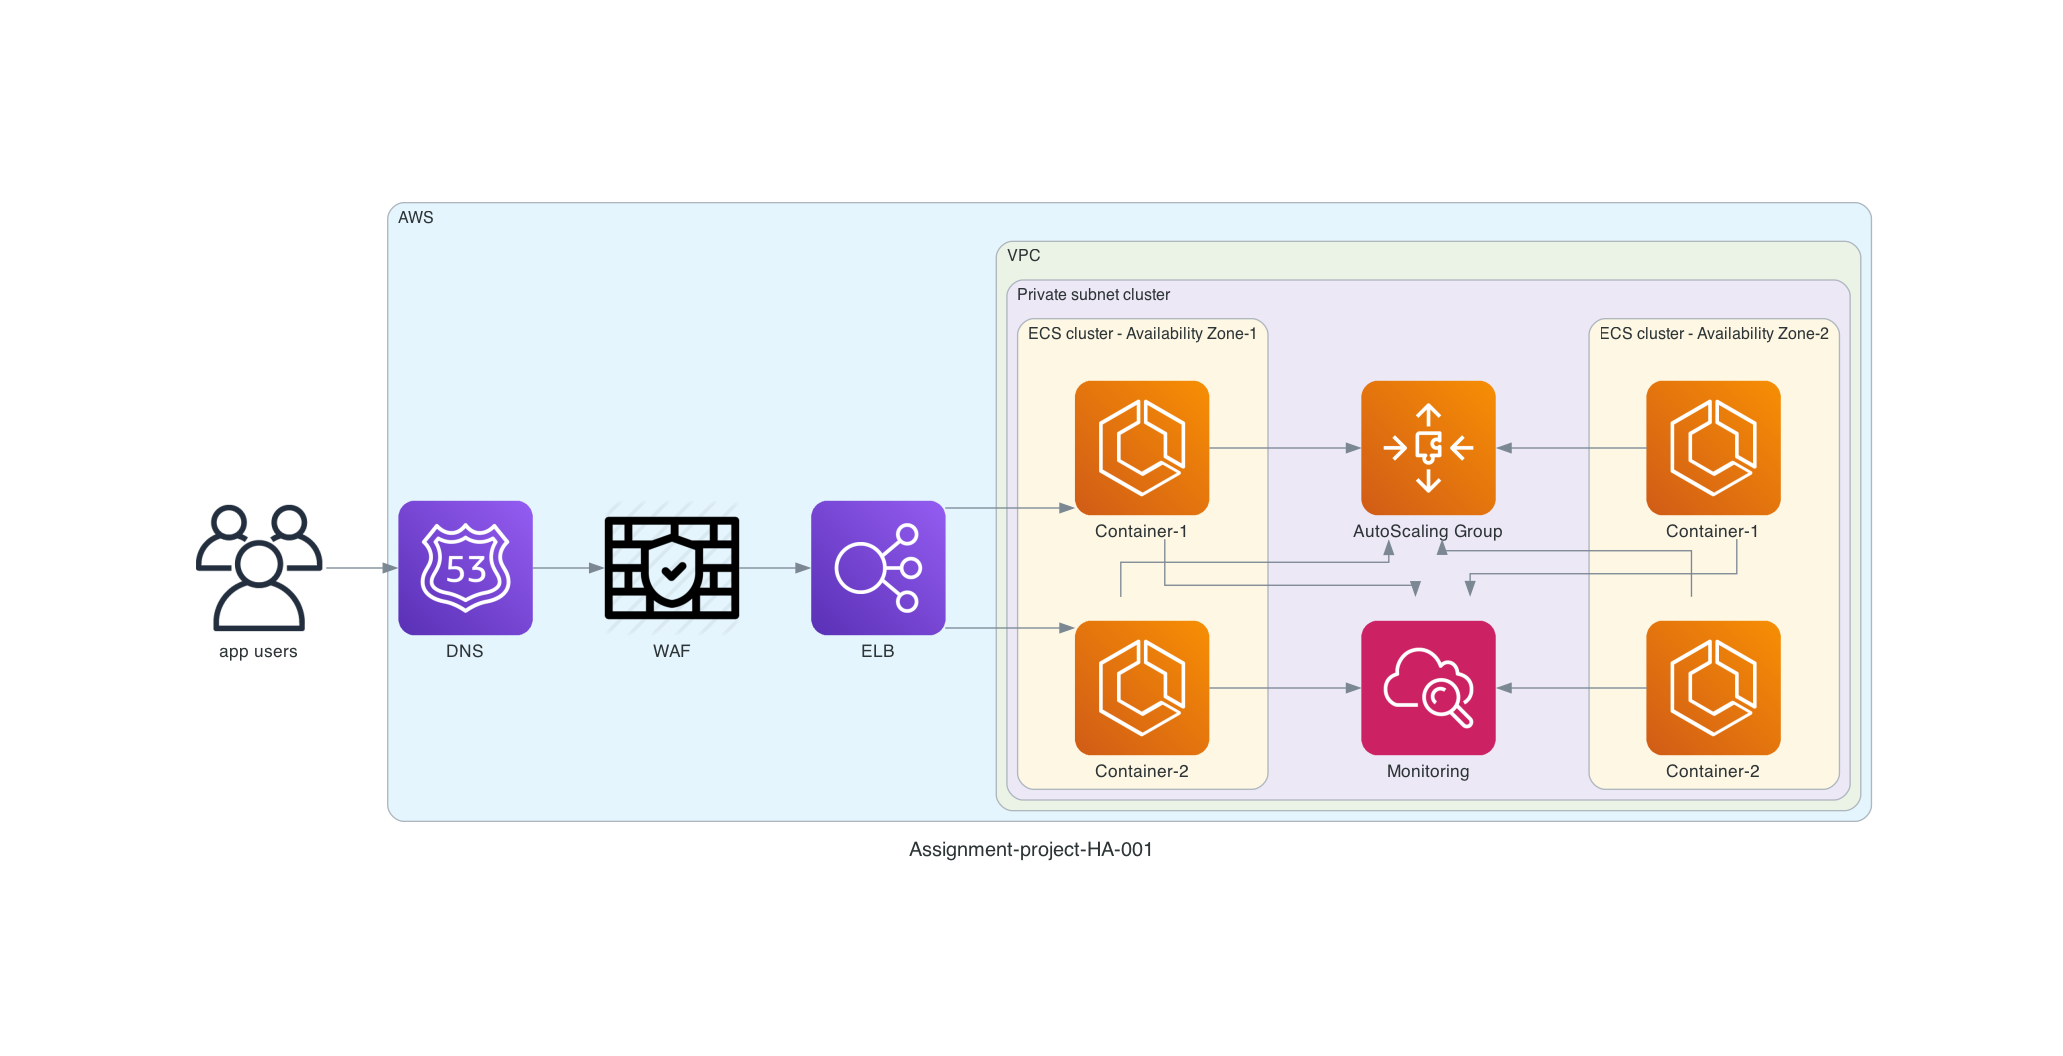 AWS
VPC
Private subnet cluster
ECS cluster - Availability Zone-1
ECS cluster - Availability Zone-2
Container-1
AutoScaling Group
Container-1
53
app users
DNS
WAF
ELB
Container-2
Monitoring
Container-2
Assignment-project-HA-001